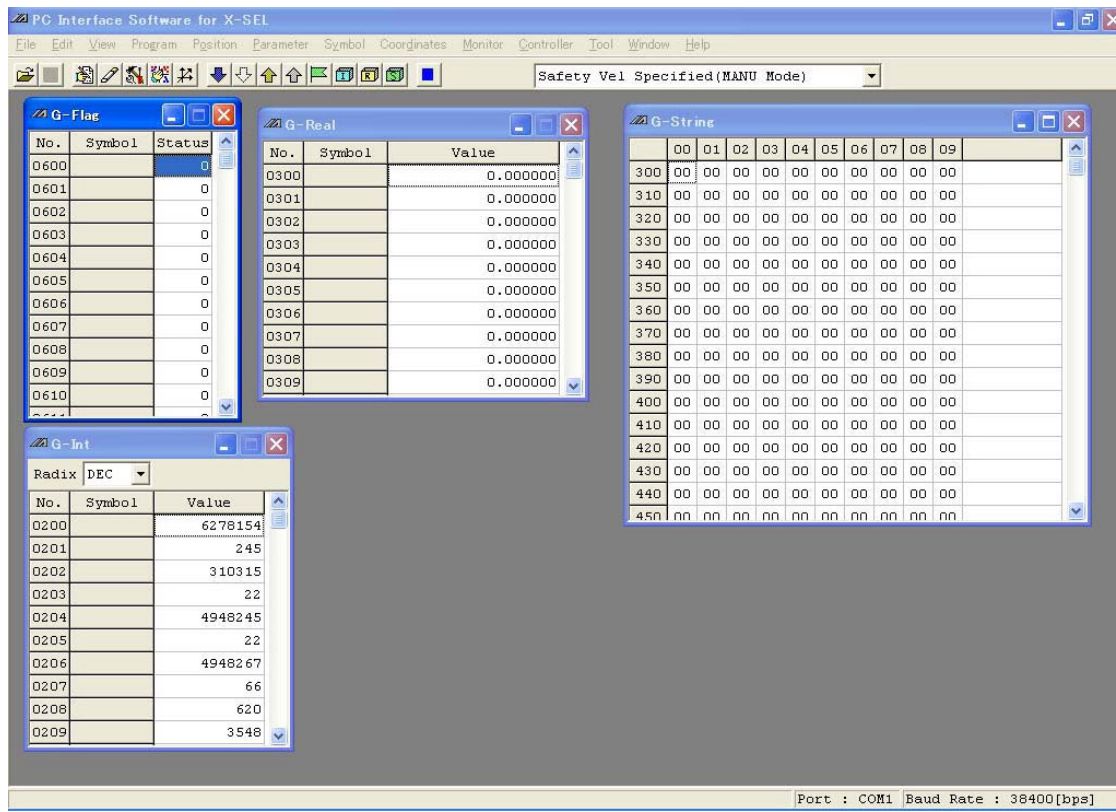 PC Interface Software for X-SEL
File Edit View Program Position Parameter Symbol Coordinates Monitor Controller Tool Window Help
Safety Vel Specified(MANU Mode)
G-Flag
No. Symbol Status
0600 0
0601 0
0602 0
0603 0
0604 0
0605 0
0606 0
0607 0
0608 0
0609 0
0610 0
G-Real
No. Symbol Value
0300 0.000000
0301 0.000000
0302 0.000000
0303 0.000000
0304 0.000000
0305 0.000000
0306 0.000000
0307 0.000000
0308 0.000000
0309 0.000000
G-String
00 01 02 03 04 05 06 07 08 09
300 00 00 00 00 00 00 00 00 00 00
310 00 00 00 00 00 00 00 00 00 00
320 00 00 00 00 00 00 00 00 00 00
330 00 00 00 00 00 00 00 00 00 00
340 00 00 00 00 00 00 00 00 00 00
350 00 00 00 00 00 00 00 00 00 00
360 00 00 00 00 00 00 00 00 00 00
370 00 00 00 00 00 00 00 00 00 00
380 00 00 00 00 00 00 00 00 00 00
390 00 00 00 00 00 00 00 00 00 00
400 00 00 00 00 00 00 00 00 00 00
410 00 00 00 00 00 00 00 00 00 00
420 00 00 00 00 00 00 00 00 00 00
430 00 00 00 00 00 00 00 00 00 00
440 00 00 00 00 00 00 00 00 00 00
450 00 00 00 00 00 00 00 00 00 00
G-Int
Radix DEC
No. Symbol Value
0200 6278154
0201 245
0202 310315
0203 22
0204 4948245
0205 22
0206 4948267
0207 66
0208 620
0209 3548
Port : COM1 Baud Rate : 38400[bps]